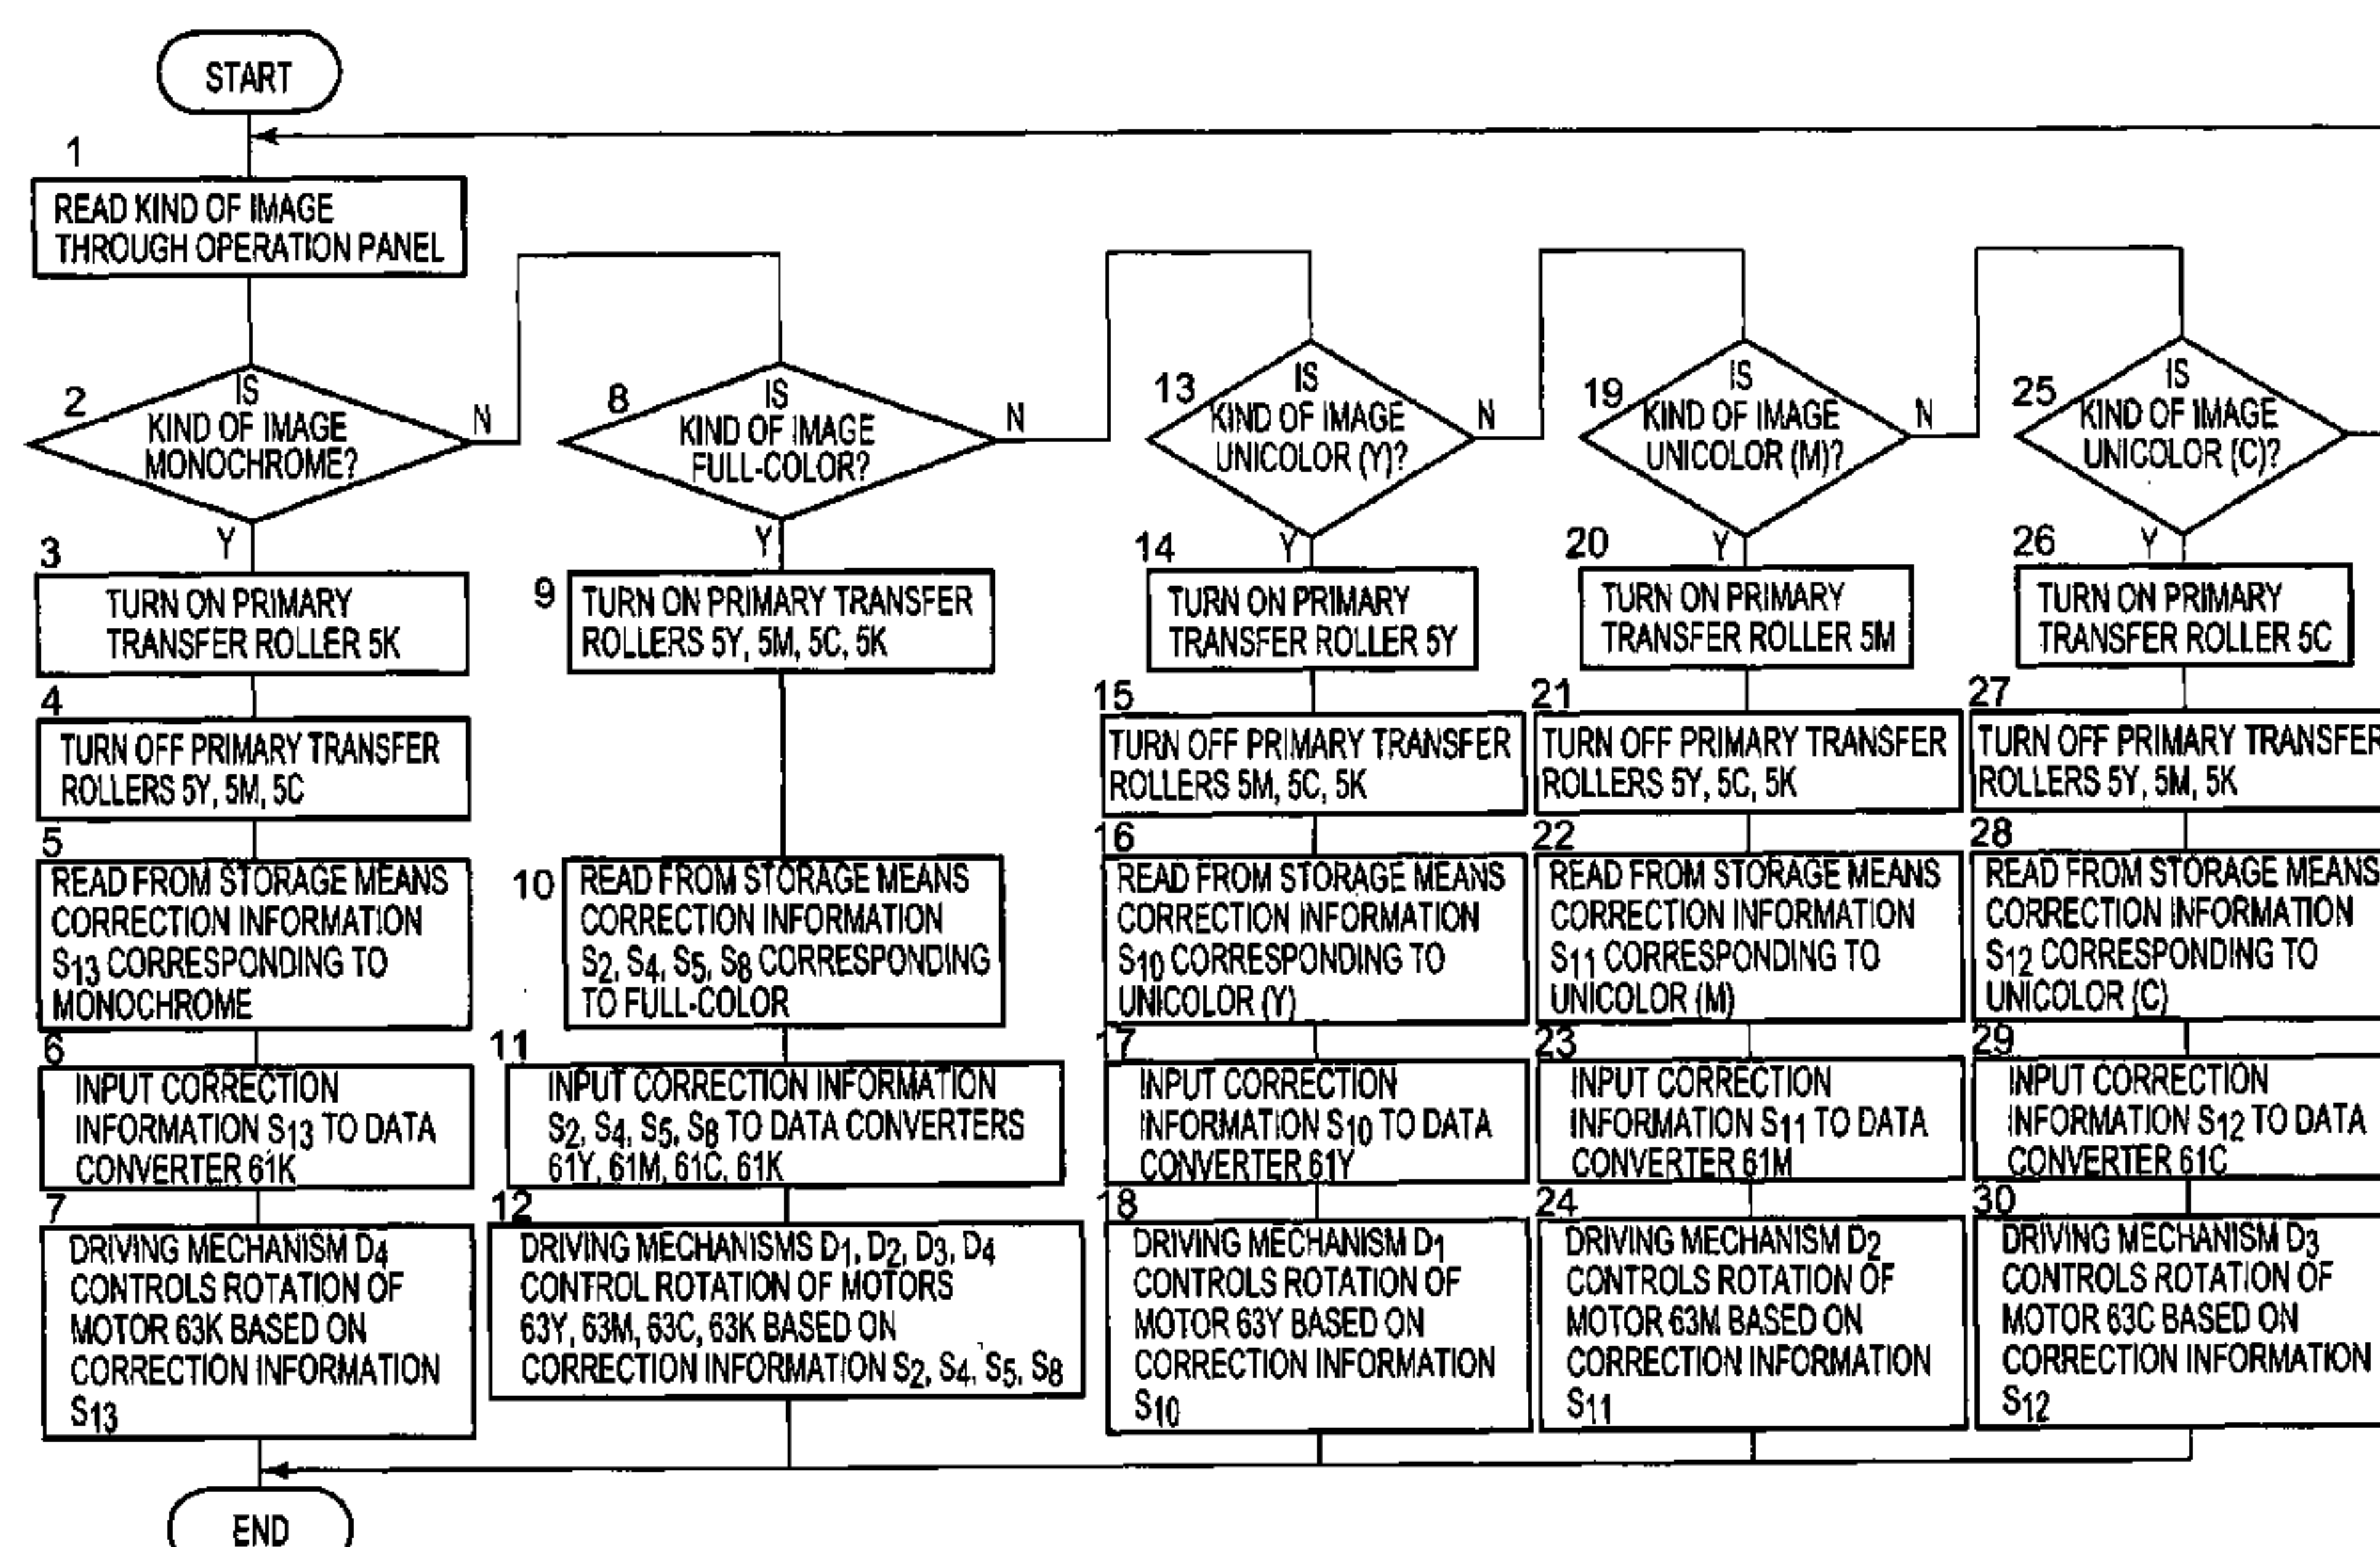 START
1
READ KIND OF IMAGE
THROUGH OPERATION PANEL
2
IS
KIND OF IMAGE
MONOCHROME?
N
Y
3
TURN ON PRIMARY
TRANSFER ROLLER 5K
4
TURN OFF PRIMARY TRANSFER
ROLLERS 5Y, 5M, 5C
5
READ FROM STORAGE MEANS
CORRECTION INFORMATION
S13 CORRESPONDING TO
MONOCHROME
6
INPUT CORRECTION
INFORMATION S13 TO DATA
CONVERTER 61K
7
DRIVING MECHANISM D4
CONTROLS ROTATION OF
MOTOR 63K BASED ON
CORRECTION INFORMATION
S13
END
8
IS
KIND OF IMAGE
FULL-COLOR?
N
Y
9
TURN ON PRIMARY TRANSFER
ROLLERS 5Y, 5M, 5C, 5K
10
READ FROM STORAGE MEANS
CORRECTION INFORMATION
S2, S4, S5, S8 CORRESPONDING
TO FULL-COLOR
11
INPUT CORRECTION INFORMATION
S2, S4, S5, S8 TO DATA CONVERTERS
61Y, 61M, 61C, 61K
12
DRIVING MECHANISMS D1, D2, D3, D4
CONTROL ROTATION OF MOTORS
63Y, 63M, 63C, 63K BASED ON
CORRECTION INFORMATION S2, S4, S5, S8
13
IS
KIND OF IMAGE
UNICOLOR (Y)?
N
Y
14
TURN ON PRIMARY
TRANSFER ROLLER 5Y
15
TURN OFF PRIMARY TRANSFER
ROLLERS 5M, 5C, 5K
16
READ FROM STORAGE MEANS
CORRECTION INFORMATION
S10 CORRESPONDING TO
UNICOLOR (Y)
17
INPUT CORRECTION
INFORMATION S10 TO DATA
CONVERTER 61Y
18
DRIVING MECHANISM D1
CONTROLS ROTATION OF
MOTOR 63Y BASED ON
CORRECTION INFORMATION
S10
19
IS
KIND OF IMAGE
UNICOLOR (M)?
N
Y
20
TURN ON PRIMARY
TRANSFER ROLLER 5M
21
TURN OFF PRIMARY TRANSFER
ROLLERS 5Y, 5C, 5K
22
READ FROM STORAGE MEANS
CORRECTION INFORMATION
S11 CORRESPONDING TO
UNICOLOR (M)
23
INPUT CORRECTION
INFORMATION S11 TO DATA
CONVERTER 61M
24
DRIVING MECHANISM D2
CONTROLS ROTATION OF
MOTOR 63M BASED ON
CORRECTION INFORMATION
S11
25
IS
KIND OF IMAGE
UNICOLOR (C)?
Y
26
TURN ON PRIMARY
TRANSFER ROLLER 5C
27
TURN OFF PRIMARY TRANSFER
ROLLERS 5Y, 5M, 5K
28
READ FROM STORAGE MEANS
CORRECTION INFORMATION
S12 CORRESPONDING TO
UNICOLOR (C)
29
INPUT CORRECTION
INFORMATION S12 TO DATA
CONVERTER 61C
30
DRIVING MECHANISM D3
CONTROLS ROTATION OF
MOTOR 63C BASED ON
CORRECTION INFORMATION
S12